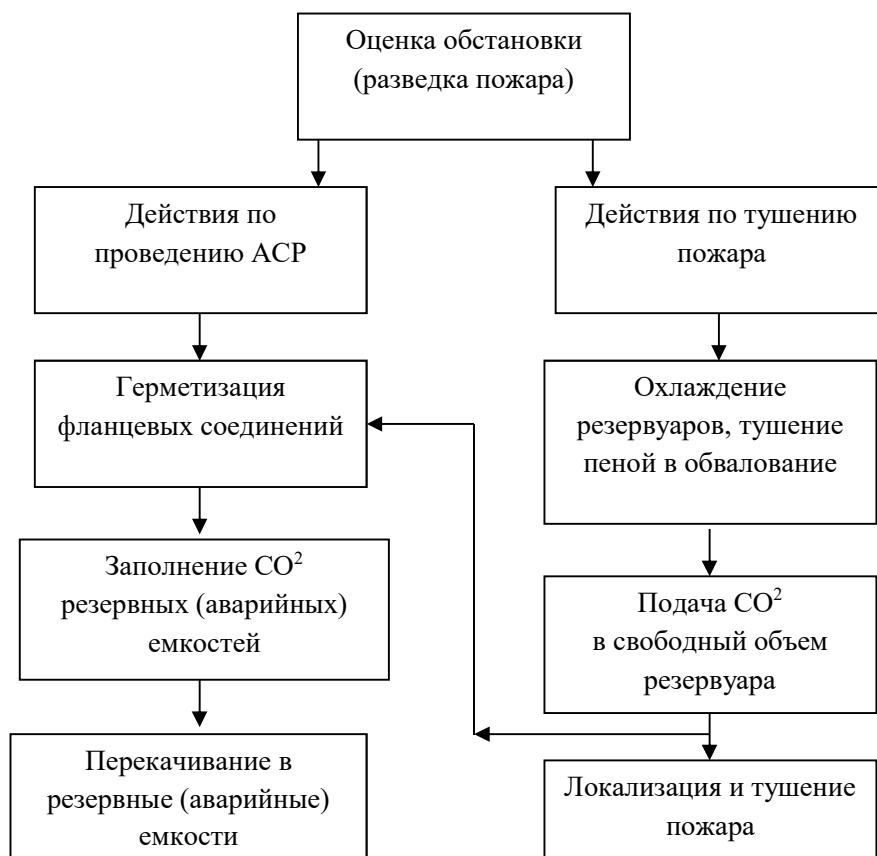 Оценка обстановки
(разведка пожара)
Действия по
проведению АСР
Действия по тушению
пожара
Герметизация
фланцевых соединений
Охлаждение
резервуаров, тушение
пеной в обвалование
Заполнение СО²
резервных (аварийных)
емкостей
Подача СО²
в свободный объем
резервуара
Перекачивание в
резервные (аварийные)
емкости
Локализация и тушение
пожара